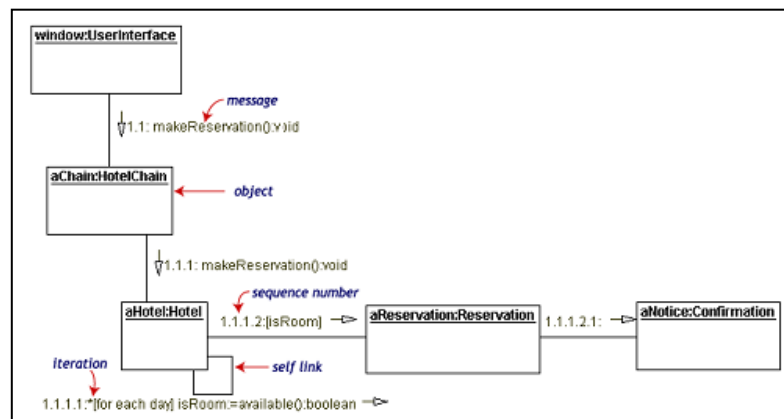 window:UserInterface
message
1.1: makeReservation():void
aChain:HotelChain
object
1.1.1: makeReservation():void
sequence number
aHotel:Hotel
1.1.1.2:[isRoom]
aReservation:Reservation
1.1.1.2.1:
aNotice:Confirmation
iteration
self link
1.1.1.1:*[for each day] isRoom:=available():boolean